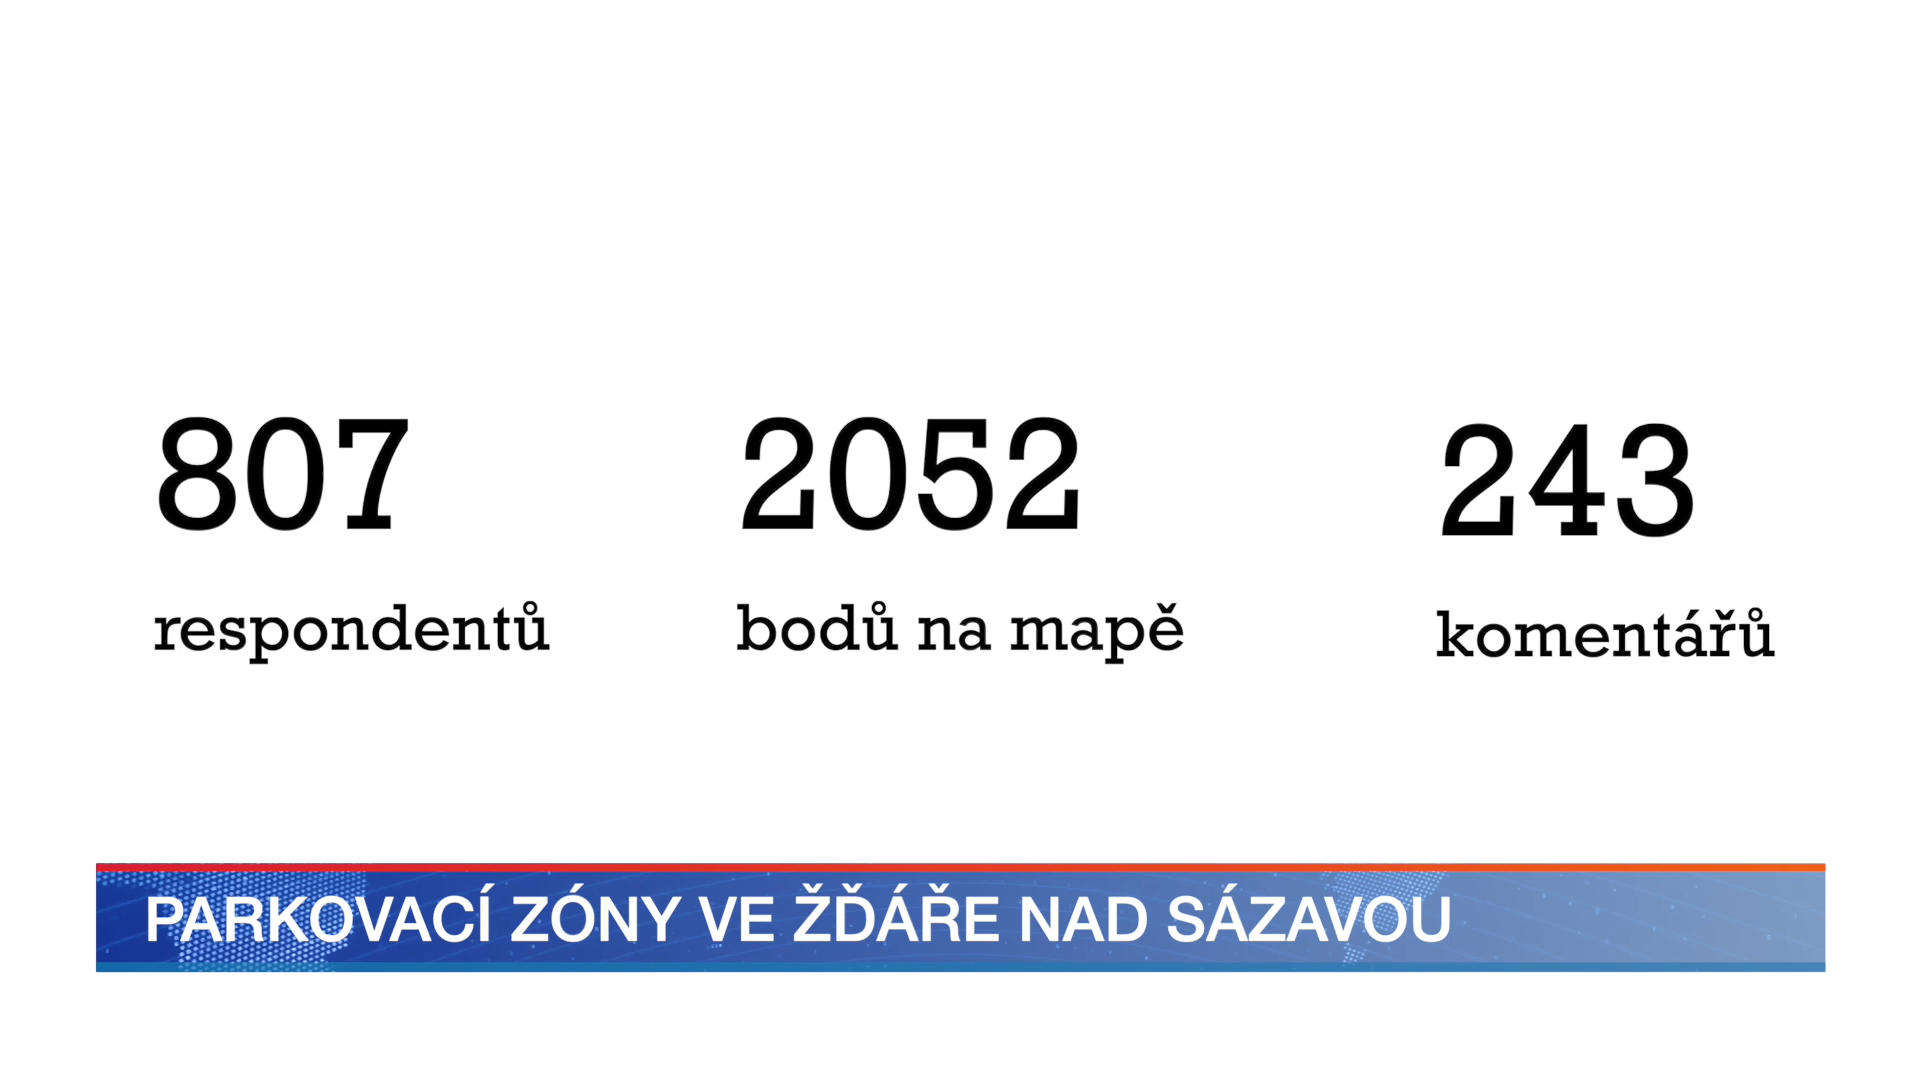 807
respondentů
2052
bodů na mapě
243
komentářů
PARKOVACÍ ZÓNY VE ŽĎÁŘE NAD SÁZAVOU